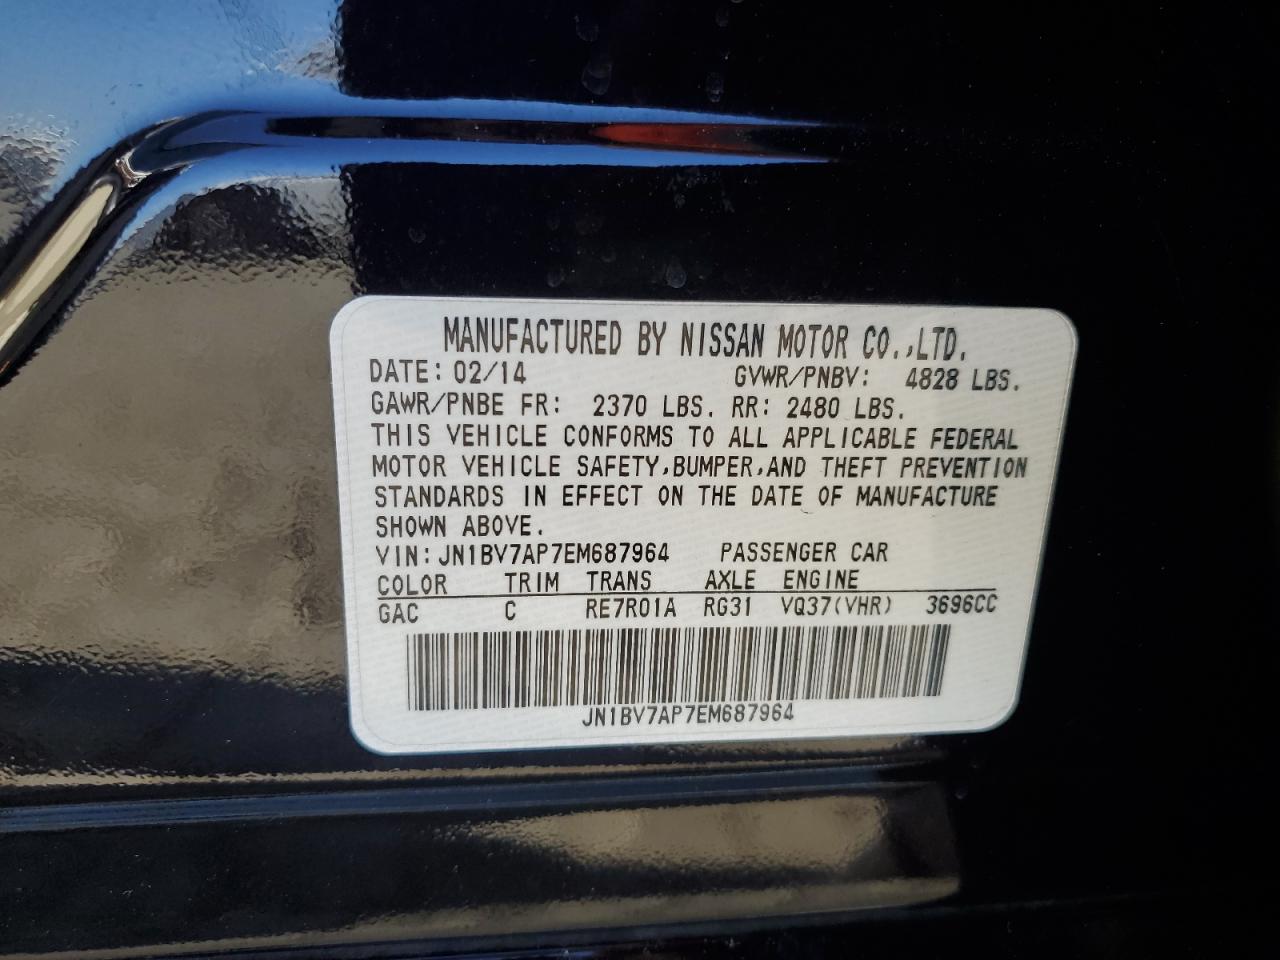 MANUFACTURED BY NISSAN MOTOR CO.,LTD.
DATE: 02/14 GVWR/PNBV: 4828 LBS.
GAWR/PNBE FR: 2370 LBS. RR: 2480 LBS.
THIS VEHICLE CONFORMS TO ALL APPLICABLE FEDERAL
MOTOR VEHICLE SAFETY,BUMPER,AND THEFT PREVENTION
STANDARDS IN EFFECT ON THE DATE OF MANUFACTURE
SHOWN ABOVE.
VIN: JN1BV7AP7EM687964 PASSENGER CAR
COLOR TRIM TRANS AXLE ENGINE
GAC C RE7R01A RG31 VQ37(VHR) 3696CC
JN1BV7AP7EM687964